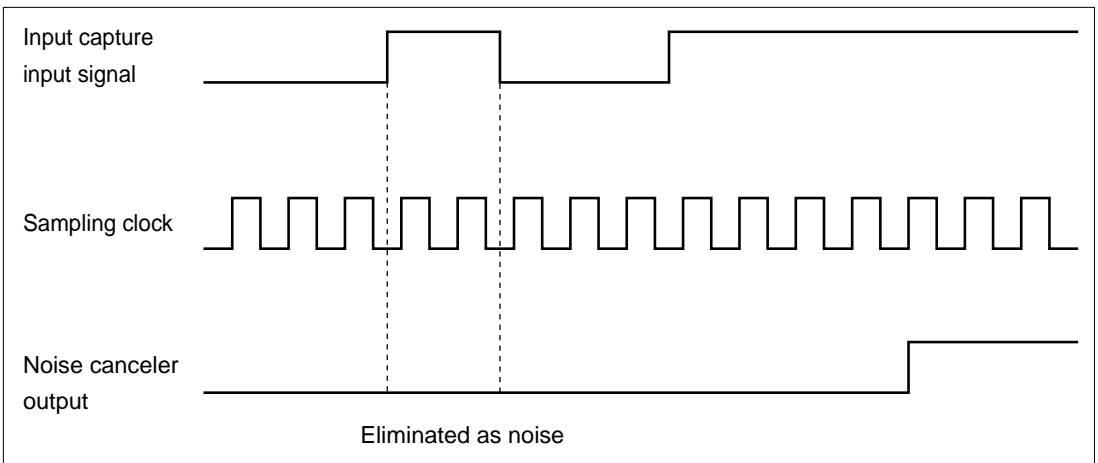 Input capture
input signal
Sampling clock
Noise canceler
output
Eliminated as noise